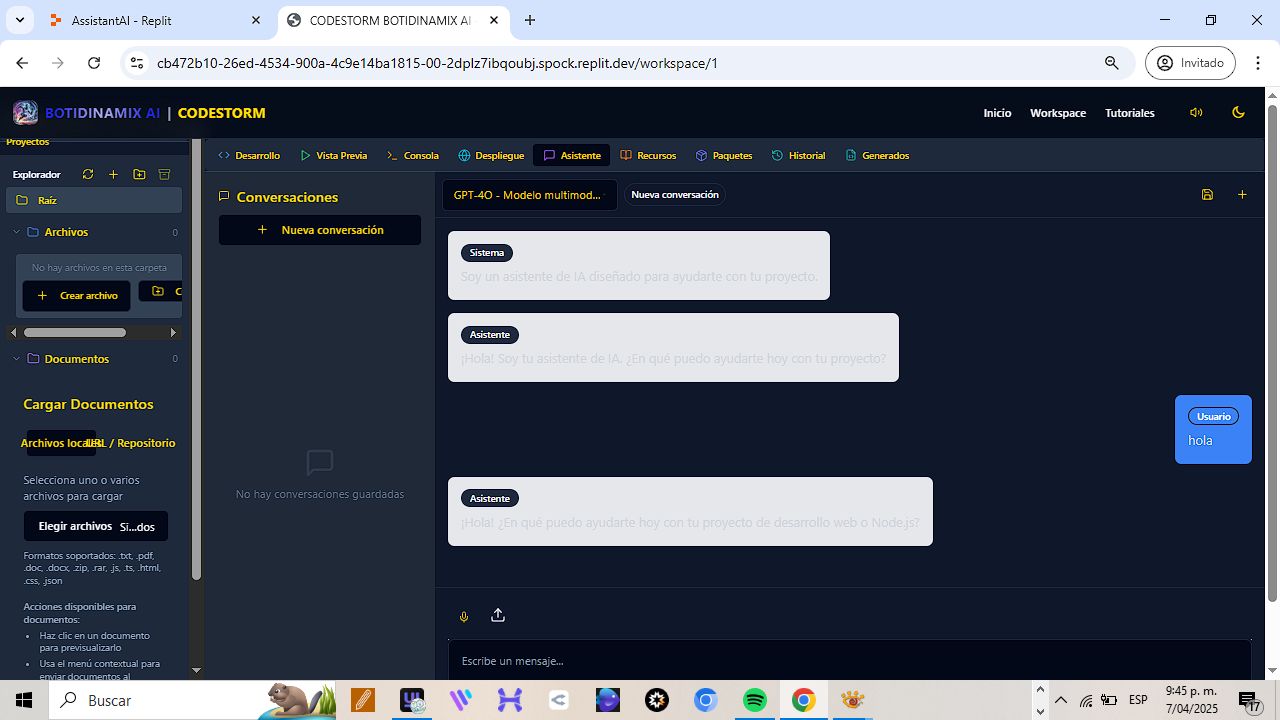 AssistantAI - Replit
CODESTORM BOTIDINAMIX AI
cb472b10-26ed-4534-900a-4c9e14ba1815-00-2dplz7ibqoubj.spock.replit.dev/workspace/1
Invitado
BOTIDINAMIX AI | CODESTORM
Inicio
Workspace
Tutoriales
Proyectos
Explorador
Raíz
Archivos
0
No hay archivos en esta carpeta
Crear archivo
C
Documentos
0
Cargar Documentos
Archivos locales
URL / Repositorio
Selecciona uno o varios
archivos para cargar
Elegir archivos Si...dos
Formatos soportados: .txt, .pdf,
.doc, .docx, .zip, .rar, .js, .ts, .html,
.css, .json
Acciones disponibles para
documentos:
Haz clic en un documento
para previsualizarlo
Usa el menú contextual para
enviar documentos al
Desarrollo
Vista Previa
Consola
Despliegue
Asistente
Recursos
Paquetes
Historial
Generados
Conversaciones
Nueva conversación
No hay conversaciones guardadas
GPT-4O - Modelo multimod...
Nueva conversación
Sistema
Soy un asistente de IA diseñado para ayudarte con tu proyecto.
Asistente
¡Hola! Soy tu asistente de IA. ¿En qué puedo ayudarte hoy con tu proyecto?
Usuario
hola
Asistente
¡Hola! ¿En qué puedo ayudarte hoy con tu proyecto de desarrollo web o Node.js?
Escribe un mensaje...
Buscar
ESP
9:45 p. m.
7/04/2025
17